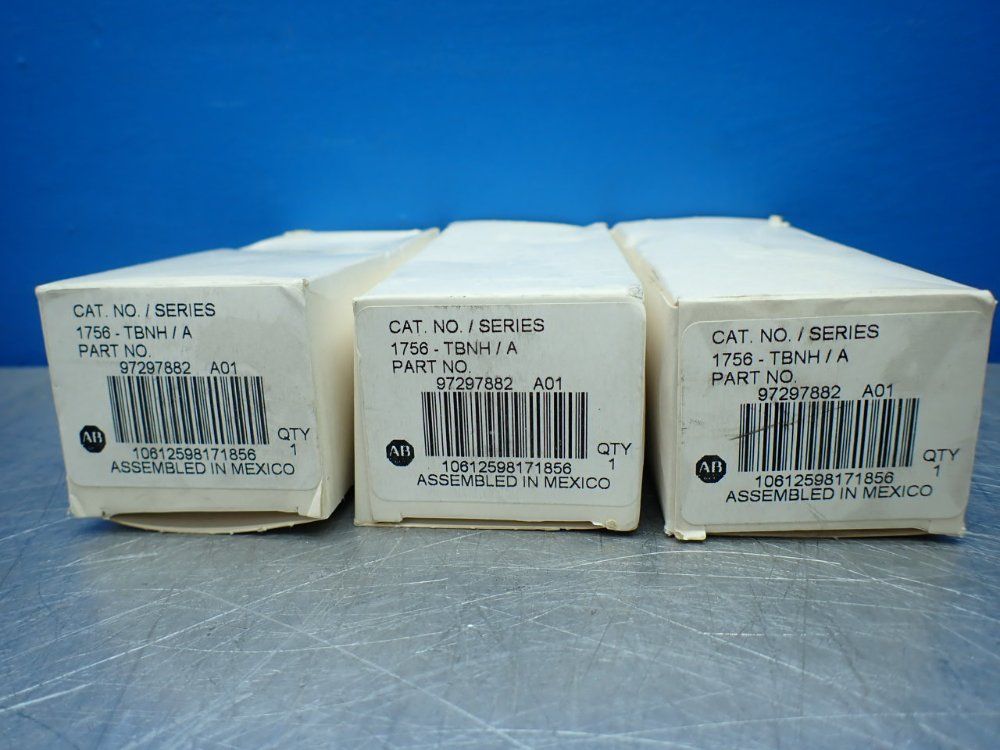 CAT. NO. / SERIES
1756 - TBNH / A
PART NO.
97297882 A01
AB
QTY
1
10612598171856
ASSEMBLED IN MEXICO
CAT. NO. / SERIES
1756 - TBNH / A
PART NO.
97297882 A01
AB
QTY
1
10612598171856
ASSEMBLED IN MEXICO
CAT. NO. / SERIES
1756 - TBNH / A
PART NO.
97297882 A01
AB
QTY
1
10612598171856
ASSEMBLED IN MEXICO